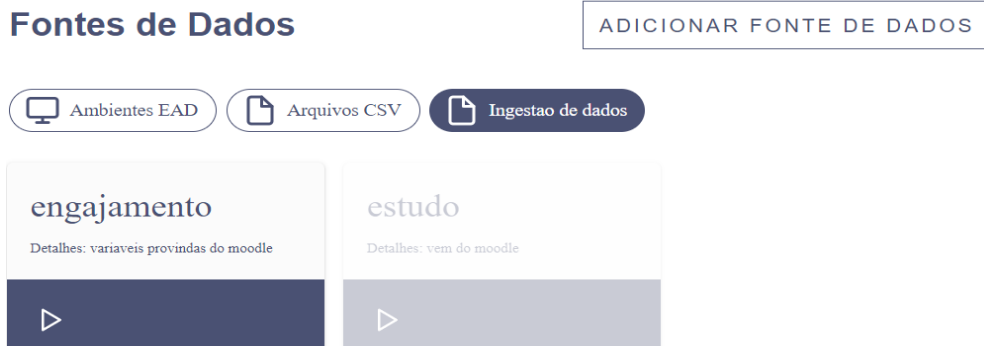 Fontes de Dados
ADICIONAR FONTE DE DADOS
Ambientes EAD
Arquivos CSV
Ingestao de dados
engajamento
Detalhes: variaveis provindas do moodle
estudo
Detalhes: vem do moodle